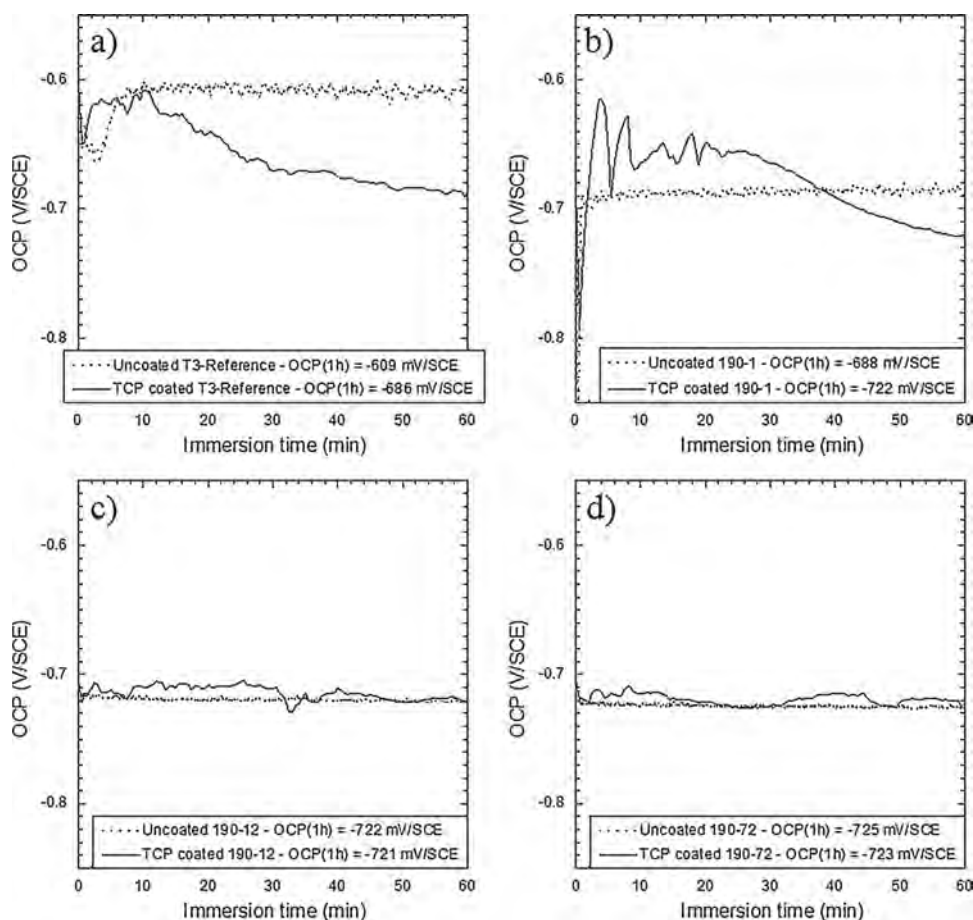 a)
OCP (V/SCE)
-0.6
-0.7
-0.8
Uncoated T3-Reference - OCP(1h) = -609 mV/SCE
TCP coated T3-Reference - OCP(1h) = -686 mV/SCE
0 10 20 30 40 50 60
Immersion time (min)
b)
OCP (V/SCE)
-0.6
-0.7
-0.8
Uncoated 190-1 - OCP(1h) = -688 mV/SCE
TCP coated 190-1 - OCP(1h) = -722 mV/SCE
0 10 20 30 40 50 60
Immersion time (min)
c)
OCP (V/SCE)
-0.6
-0.7
-0.8
Uncoated 190-12 - OCP(1h) = -722 mV/SCE
TCP coated 190-12 - OCP(1h) = -721 mV/SCE
0 10 20 30 40 50 60
Immersion time (min)
d)
OCP (V/SCE)
-0.6
-0.7
-0.8
Uncoated 190-72 - OCP(1h) = -725 mV/SCE
TCP coated 190-72 - OCP(1h) = -723 mV/SCE
0 10 20 30 40 50 60
Immersion time (min)